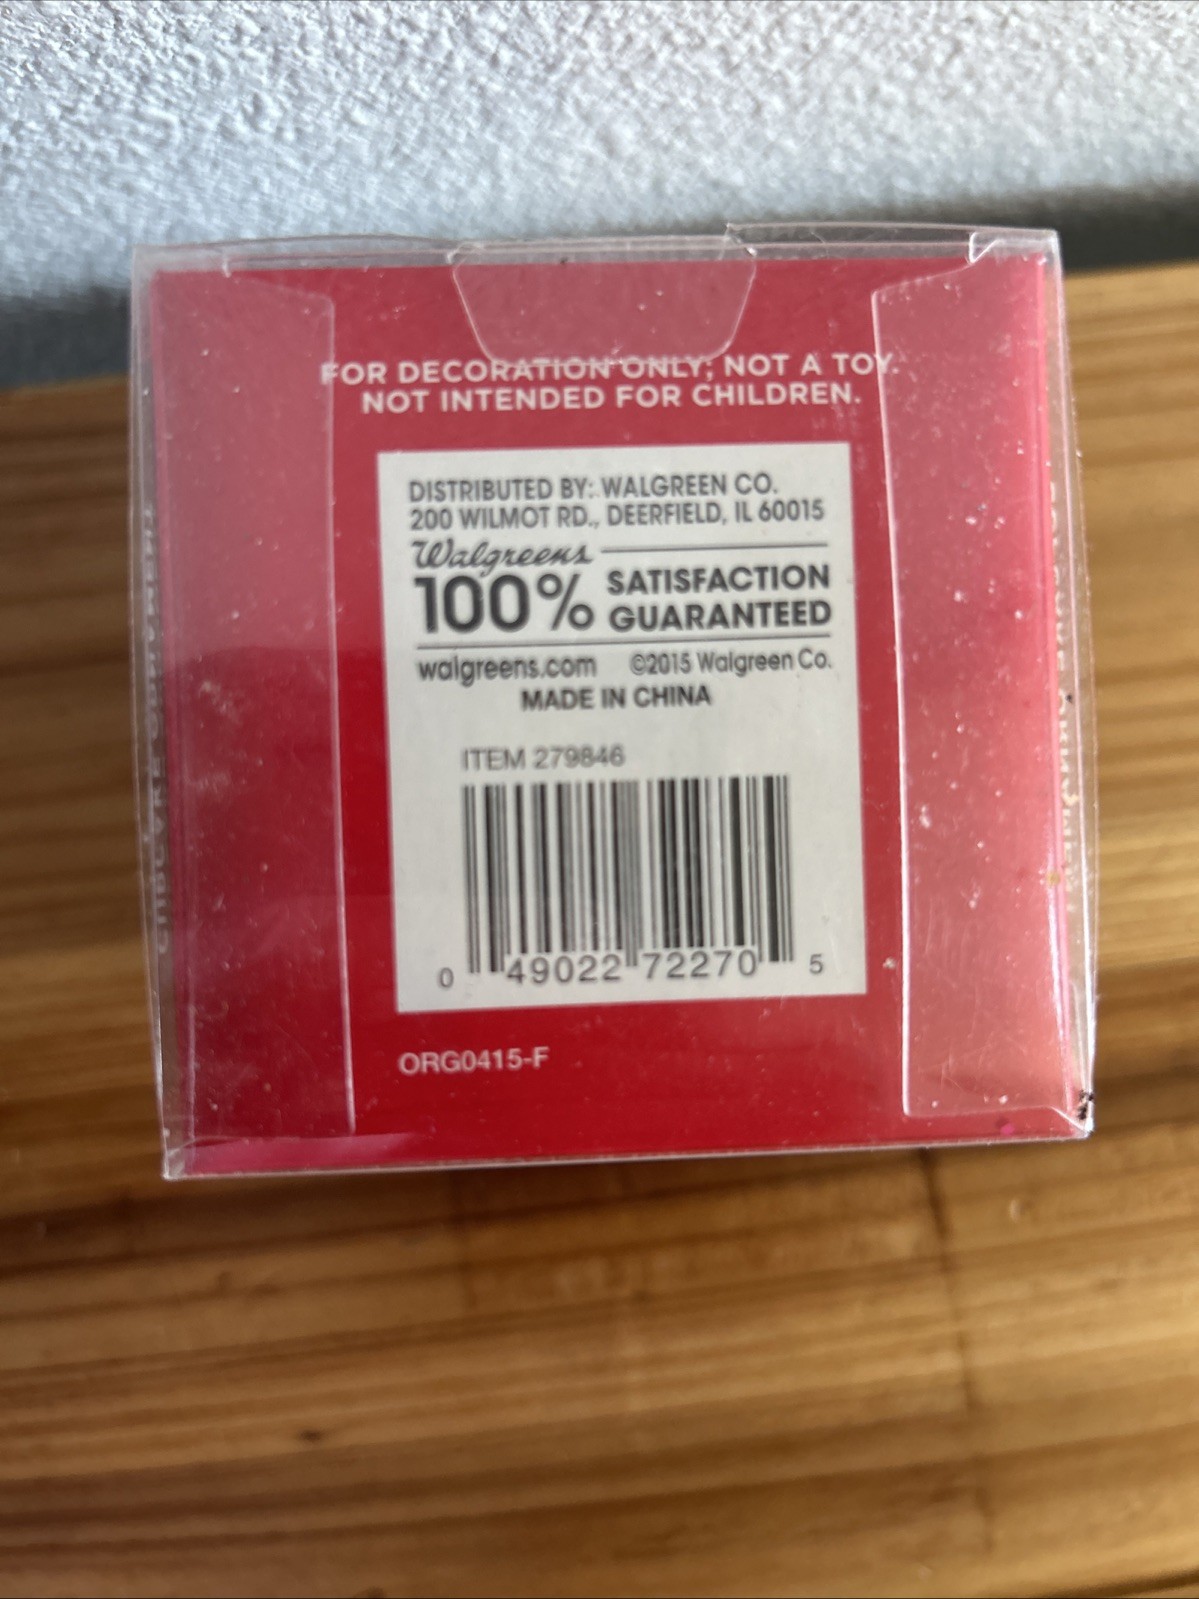 FOR DECORATION ONLY; NOT A TOY.
NOT INTENDED FOR CHILDREN.
DISTRIBUTED BY: WALGREEN CO.
200 WILMOT RD., DEERFIELD, IL 60015
Walgreens
100% SATISFACTION
GUARANTEED
walgreens.com ©2015 Walgreen Co.
MADE IN CHINA
ITEM 279846
0 49022 72270 5
ORG0415-F